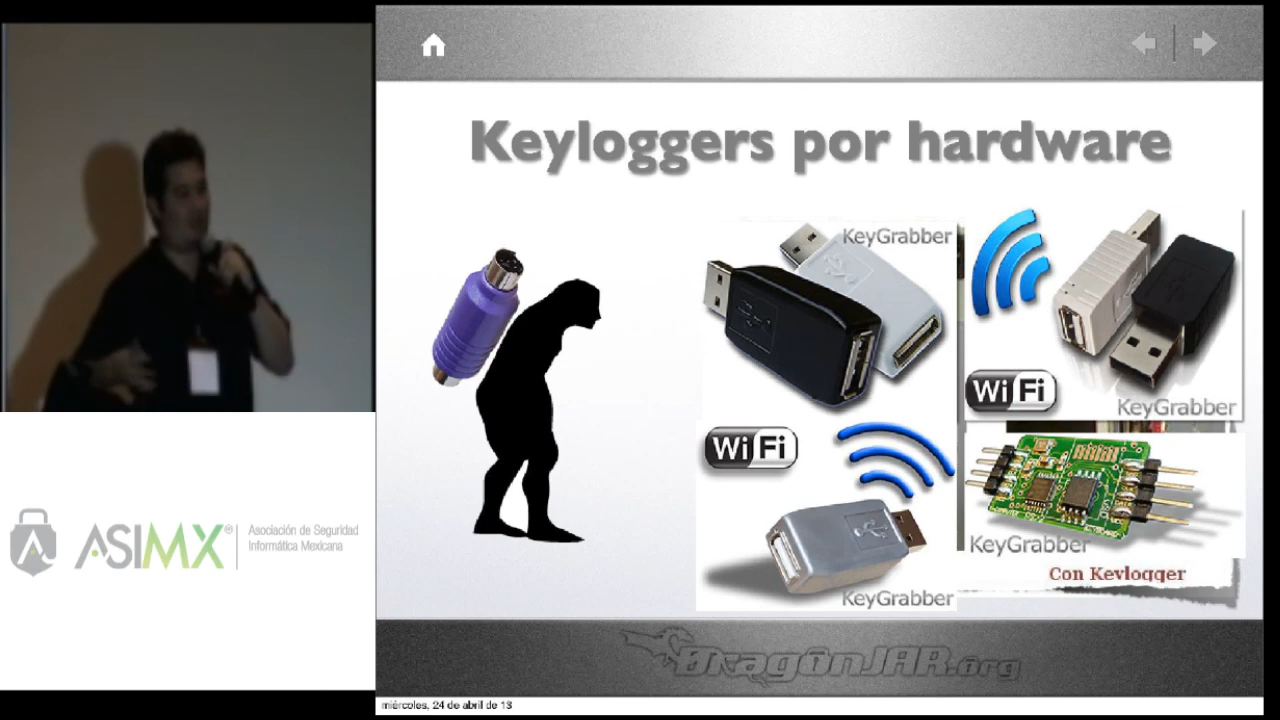 Keyloggers por hardware
KeyGrabber
WiFi
KeyGrabber
WiFi
KeyGrabber
KeyGrabber
Con Keylogger
DragonJAR.org
ASIMX®
Asociación de Seguridad
Informática Mexicana
miércoles, 24 de abril de 13